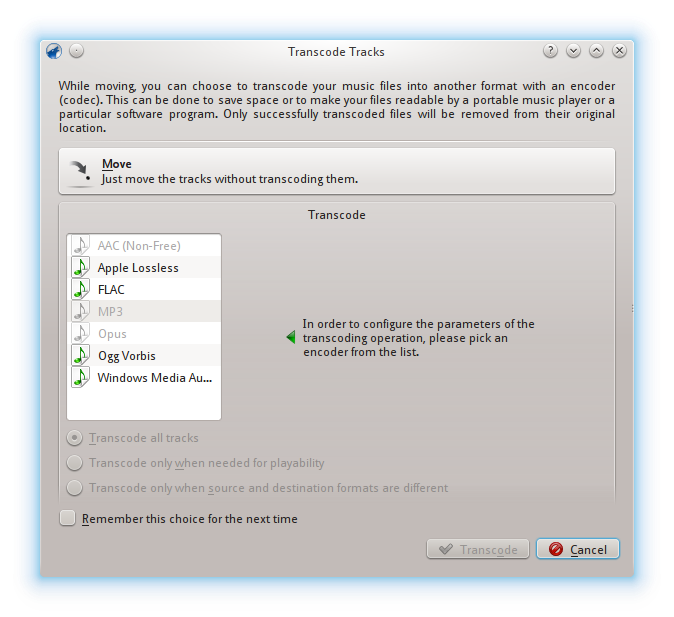 Transcode Tracks
While moving, you can choose to transcode your music files into another format with an encoder
(codec). This can be done to save space or to make your files readable by a portable music player or a
particular software program. Only successfully transcoded files will be removed from their original
location.
Move
Just move the tracks without transcoding them.
Transcode
AAC (Non-Free)
Apple Lossless
FLAC
MP3
Opus
Ogg Vorbis
Windows Media Au...
In order to configure the parameters of the
transcoding operation, please pick an
encoder from the list.
Transcode all tracks
Transcode only when needed for playability
Transcode only when source and destination formats are different
Remember this choice for the next time
Transcode
Cancel